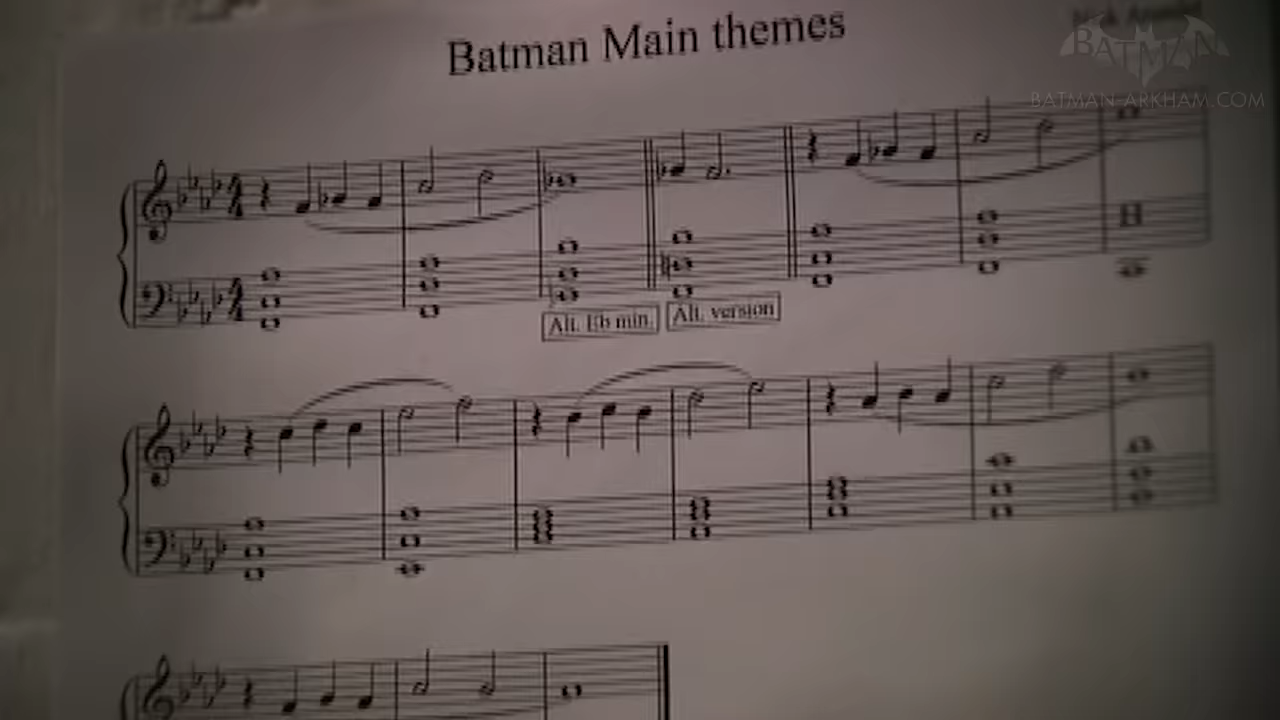 Batman Main themes
BATMAN
BATMAN-ARKHAM.COM
Alt. Eb min.
Alt. version